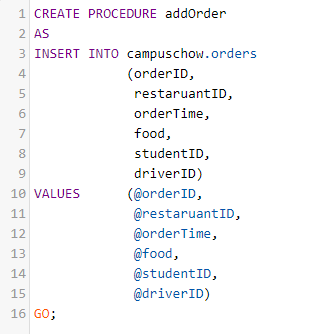 1 CREATE PROCEDURE addOrder
2 AS
3 INSERT INTO campuschow.orders
4 (orderID,
5 restaruantID,
6 orderTime,
7 food,
8 studentID,
9 driverID)
10 VALUES (@orderID,
11 @restaruantID,
12 @orderTime,
13 @food,
14 @studentID,
15 @driverID)
16 GO;